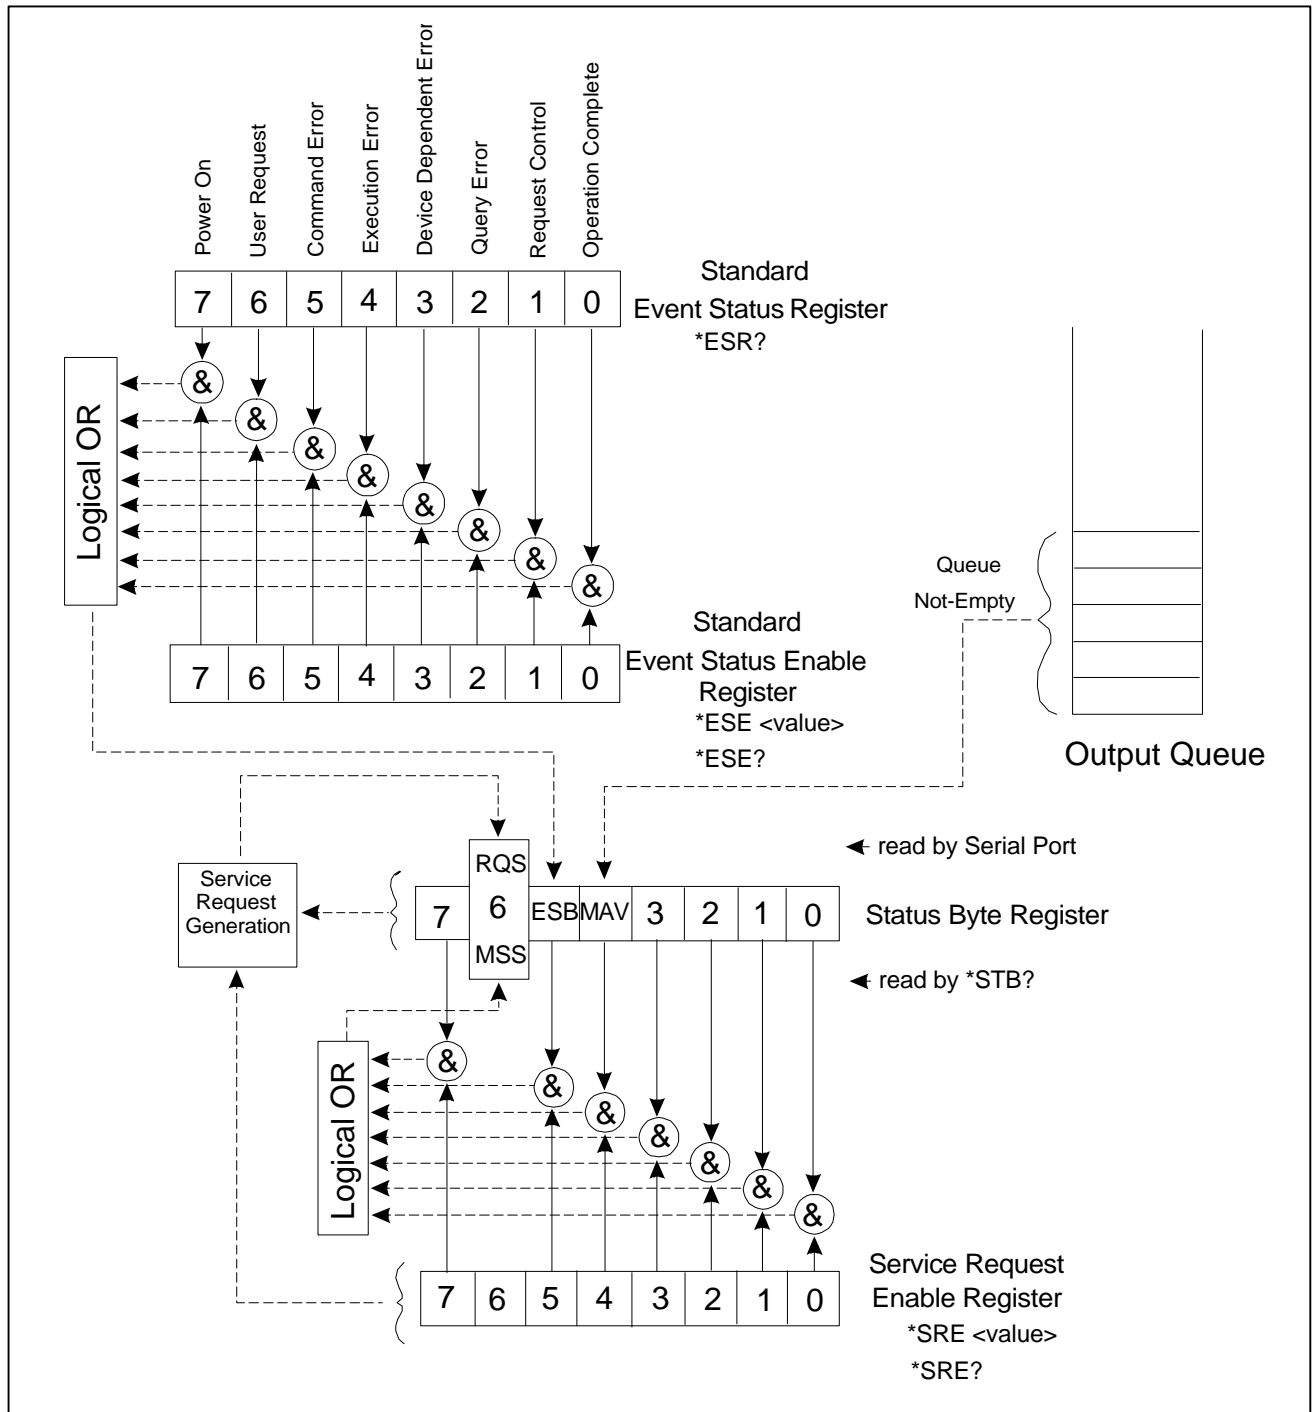 Power On
User Request
Command Error
Execution Error
Device Dependent Error
Query Error
Request Control
Operation Complete
7 6 5 4 3 2 1 0
Standard
Event Status Register
*ESR?
Logical OR
& & & & & & & &
Queue
Not-Empty
Output Queue
7 6 5 4 3 2 1 0
Standard
Event Status Enable
Register
*ESE <value>
*ESE?
Service
Request
Generation
RQS
7 6 ESB MAV 3 2 1 0
MSS
read by Serial Port
Status Byte Register
read by *STB?
Logical OR
& & & & & & &
7 6 5 4 3 2 1 0
Service Request
Enable Register
*SRE <value>
*SRE?